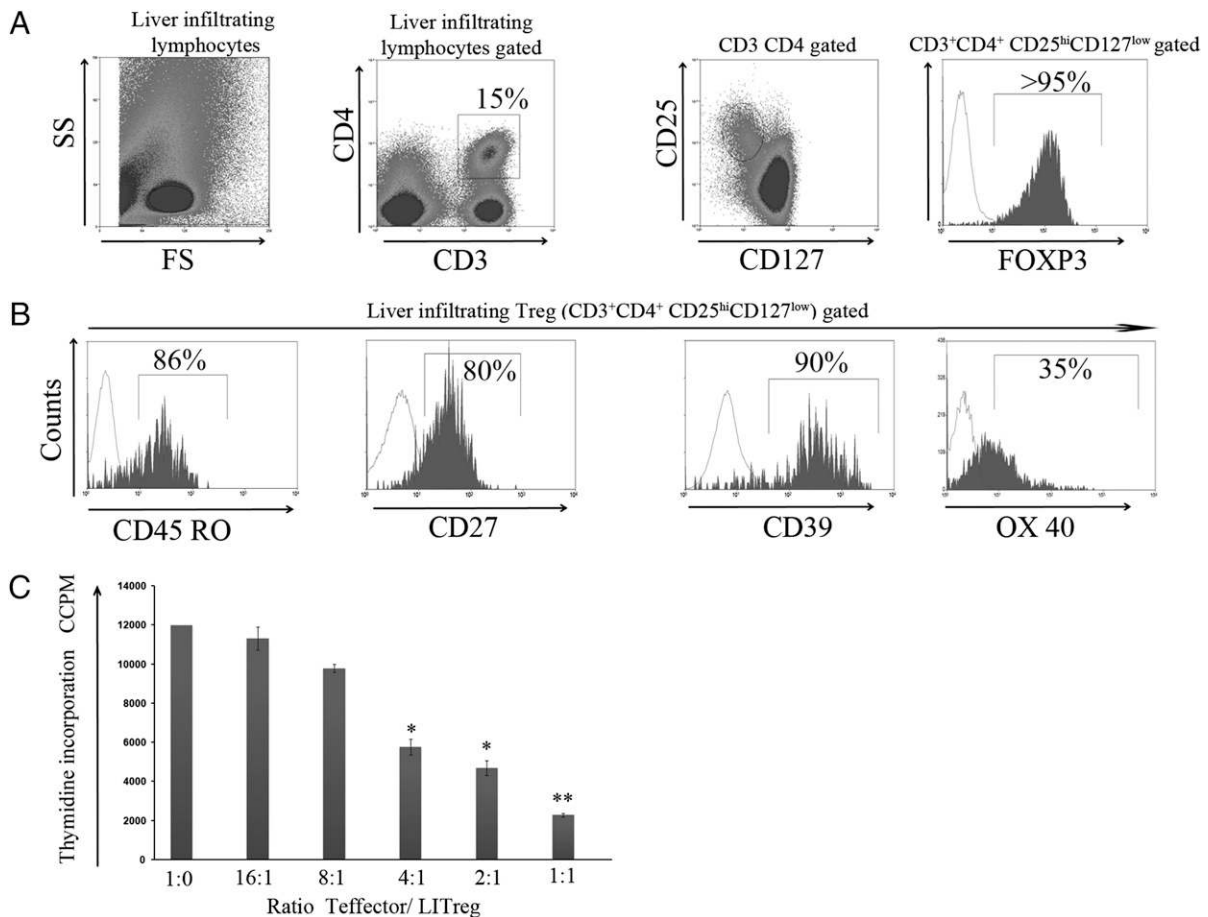 A
Liver infiltrating
lymphocytes
SS
FS
Liver infiltrating
lymphocytes gated
15%
CD4
CD3
CD3 CD4 gated
CD25
CD127
CD3⁺CD4⁺ CD25ʰⁱCD127ˡᵒʷ gated
>95%
FOXP3
B
Liver infiltrating Treg (CD3⁺CD4⁺ CD25ʰⁱCD127ˡᵒʷ) gated
Counts
86%
CD45 RO
80%
CD27
90%
CD39
35%
OX 40
C
Thymidine incorporation CCPM
14000
12000
10000
8000
6000
4000
2000
0
*
*
**
1:0 16:1 8:1 4:1 2:1 1:1
Ratio Teffector/ LITreg